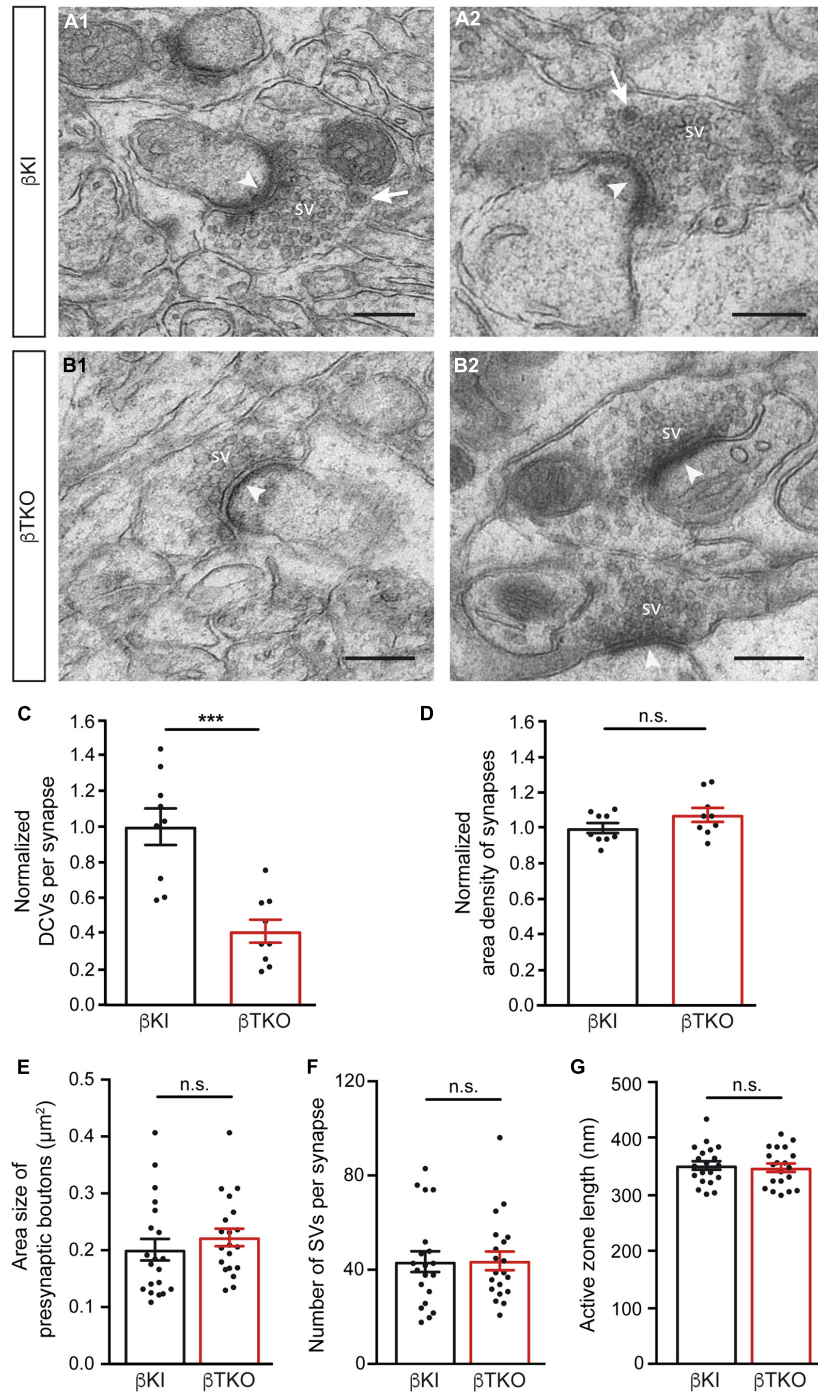 βKI
A1
SV
A2
SV
βTKO
B1
SV
B2
SV
SV
C
Normalized
DCVs per synapse
1.6
1.4
1.2
1.0
0.8
0.6
0.4
0.2
0.0
***
βKI
βTKO
D
Normalized
area density of synapses
1.6
1.4
1.2
1.0
0.8
0.6
0.4
0.2
0.0
n.s.
βKI
βTKO
E
Area size of
presynaptic boutons (μm²)
0.5
0.4
0.3
0.2
0.1
0.0
n.s.
βKI
βTKO
F
Number of SVs per synapse
120
80
40
0
n.s.
βKI
βTKO
G
Active zone length (nm)
500
400
300
200
100
0
n.s.
βKI
βTKO